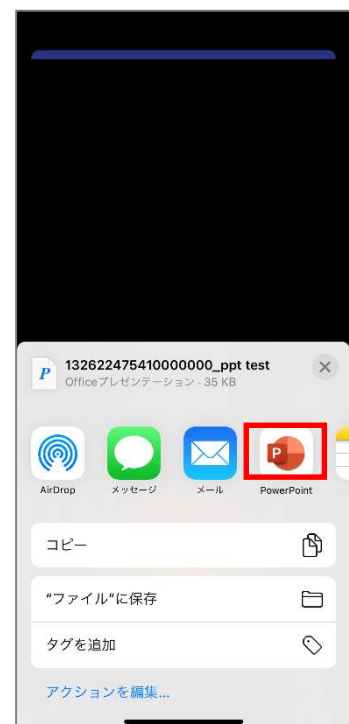 P
132622475410000000_ppt test
Officeプレゼンテーション · 35 KB
P
AirDrop
メッセージ
メール
PowerPoint
コピー
“ファイル”に保存
タグを追加
アクションを編集...